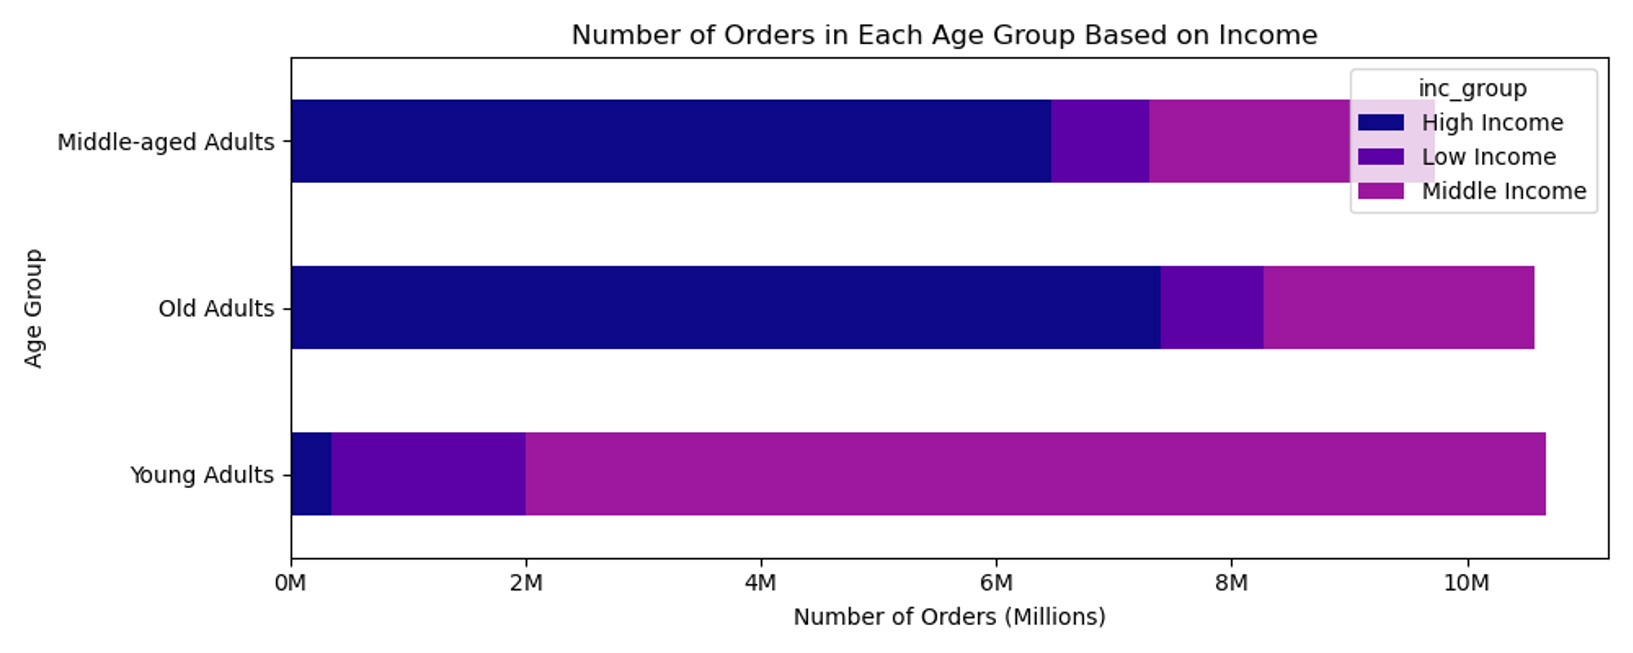 Number of Orders in Each Age Group Based on Income
inc_group
High Income
Low Income
Middle Income
Middle-aged Adults
Old Adults
Young Adults
Age Group
0M 2M 4M 6M 8M 10M
Number of Orders (Millions)